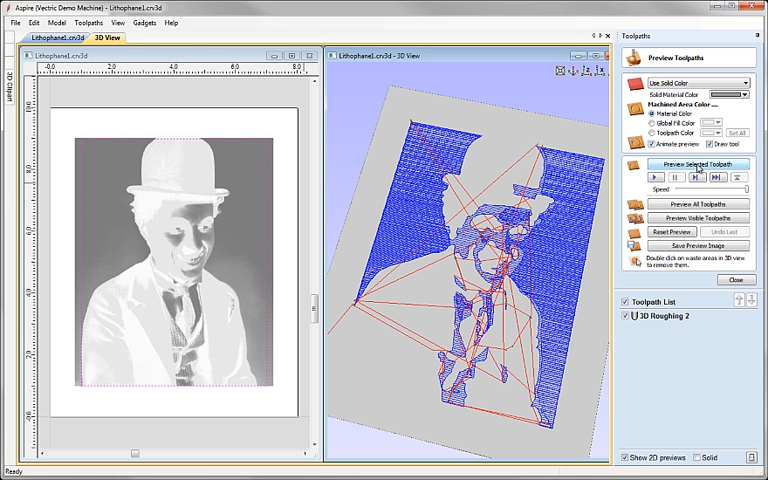 Aspire (Vectric Demo Machine) - Lithophane1.crv3d
File Edit Model Toolpaths View Gadgets Help
Lithophane1.crv3d 3D View
3D Clipart
Lithophane1.crv3d
Lithophane1.crv3d - 3D View
Toolpaths
Preview Toolpaths
Use Solid Color
Solid Material Color
Machined Area Color ...
Material Color
Global Fill Color
Toolpath Color Set All
Animate preview Draw tool
Preview Selected Toolpath
Speed
Preview All Toolpaths
Preview Visible Toolpaths
Reset Preview Undo Last
Save Preview Image
Double click on waste areas in 3D view
to remove them.
Close
Toolpath List
3D Roughing 2
Show 2D previews Solid
Ready